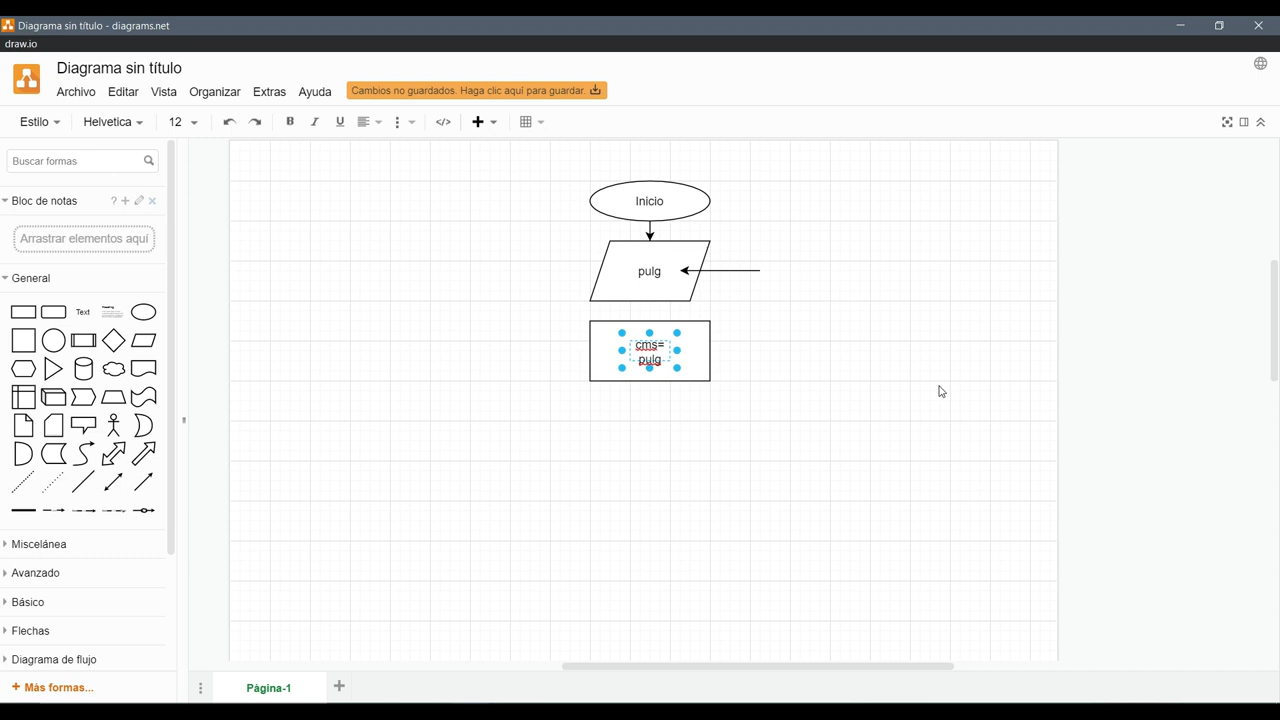 Diagrama sin título - diagrams.net
draw.io
Diagrama sin título
Archivo Editar Vista Organizar Extras Ayuda Cambios no guardados. Haga clic aquí para guardar.
Estilo Helvetica 12 B I U
Buscar formas
Bloc de notas ?
Arrastrar elementos aquí
General
Text
Heading
Misceláneа
Avanzado
Básico
Flechas
Diagrama de flujo
+ Más formas...
Inicio
pulg
cms=
pulg
Página-1